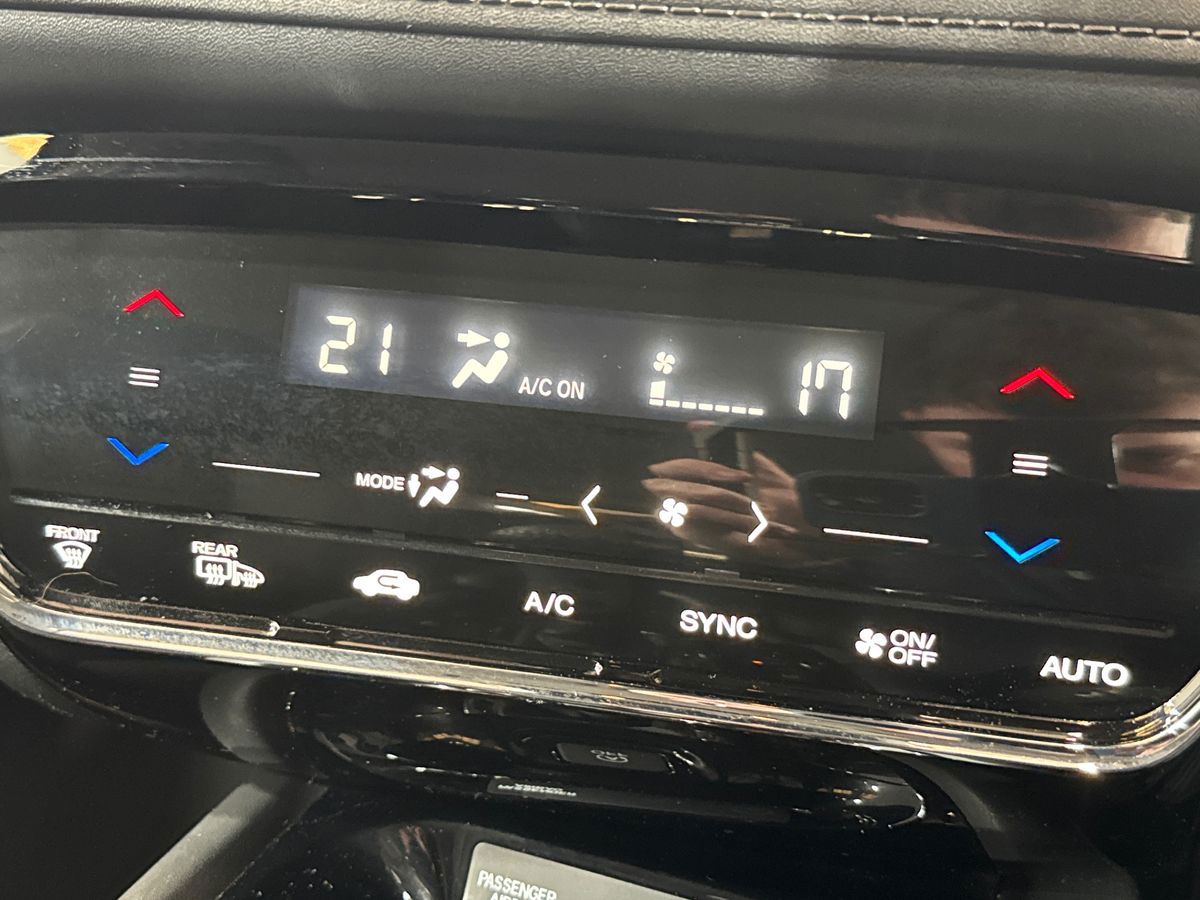 21 A/C ON 17
MODE
FRONT
REAR
A/C
SYNC
ON/
OFF
AUTO
PASSENGER